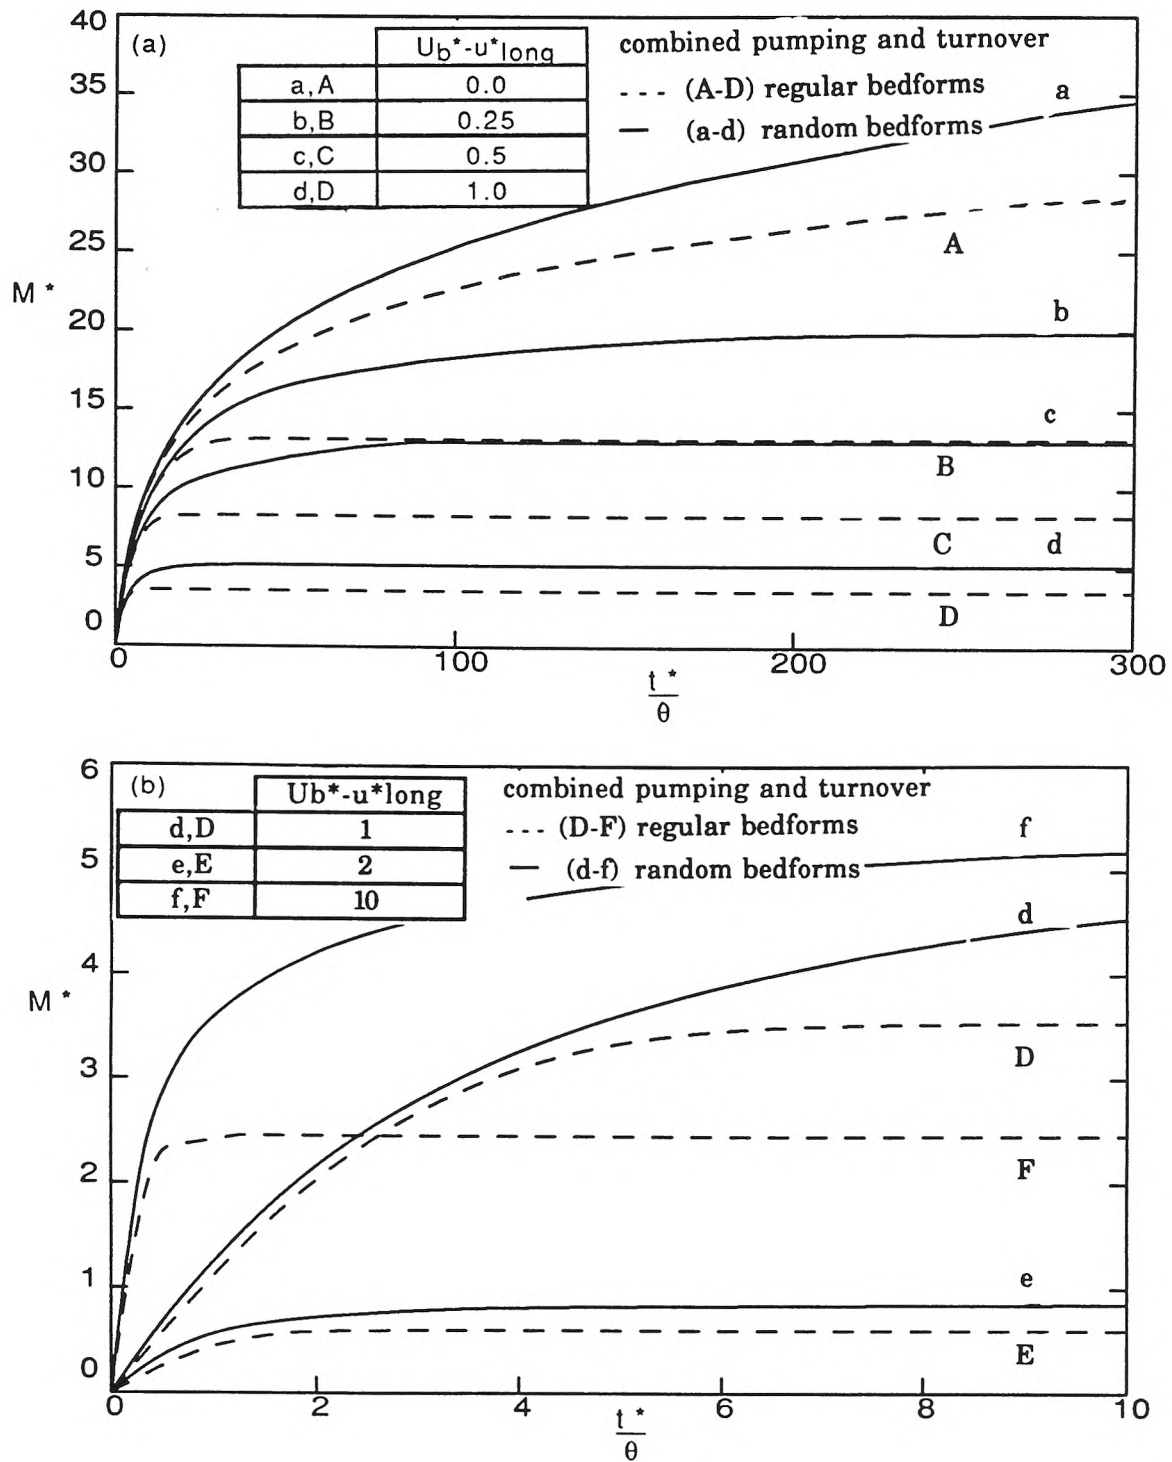 40
(a)
Ub*-u*long
a,A 0.0
b,B 0.25
c,C 0.5
d,D 1.0
combined pumping and turnover
--- (A-D) regular bedforms
— (a-d) random bedforms
a
35
30
25
A
M*
20
b
15
c
B
10
C d
5
D
0
0 100 200 300
t*
θ
6
(b)
Ub*-u*long
d,D 1
e,E 2
f,F 10
combined pumping and turnover
--- (D-F) regular bedforms
— (d-f) random bedforms
f
5
d
4
M*
D
3
F
2
e
1
E
0
0 2 4 6 8 10
t*
θ